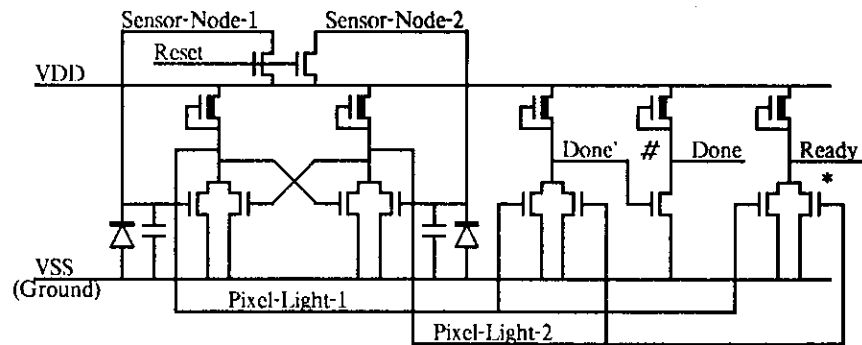 Sensor-Node-1
Sensor-Node-2
Reset
VDD
Done'
#
Done
Ready
*
VSS
(Ground)
Pixel-Light-1
Pixel-Light-2